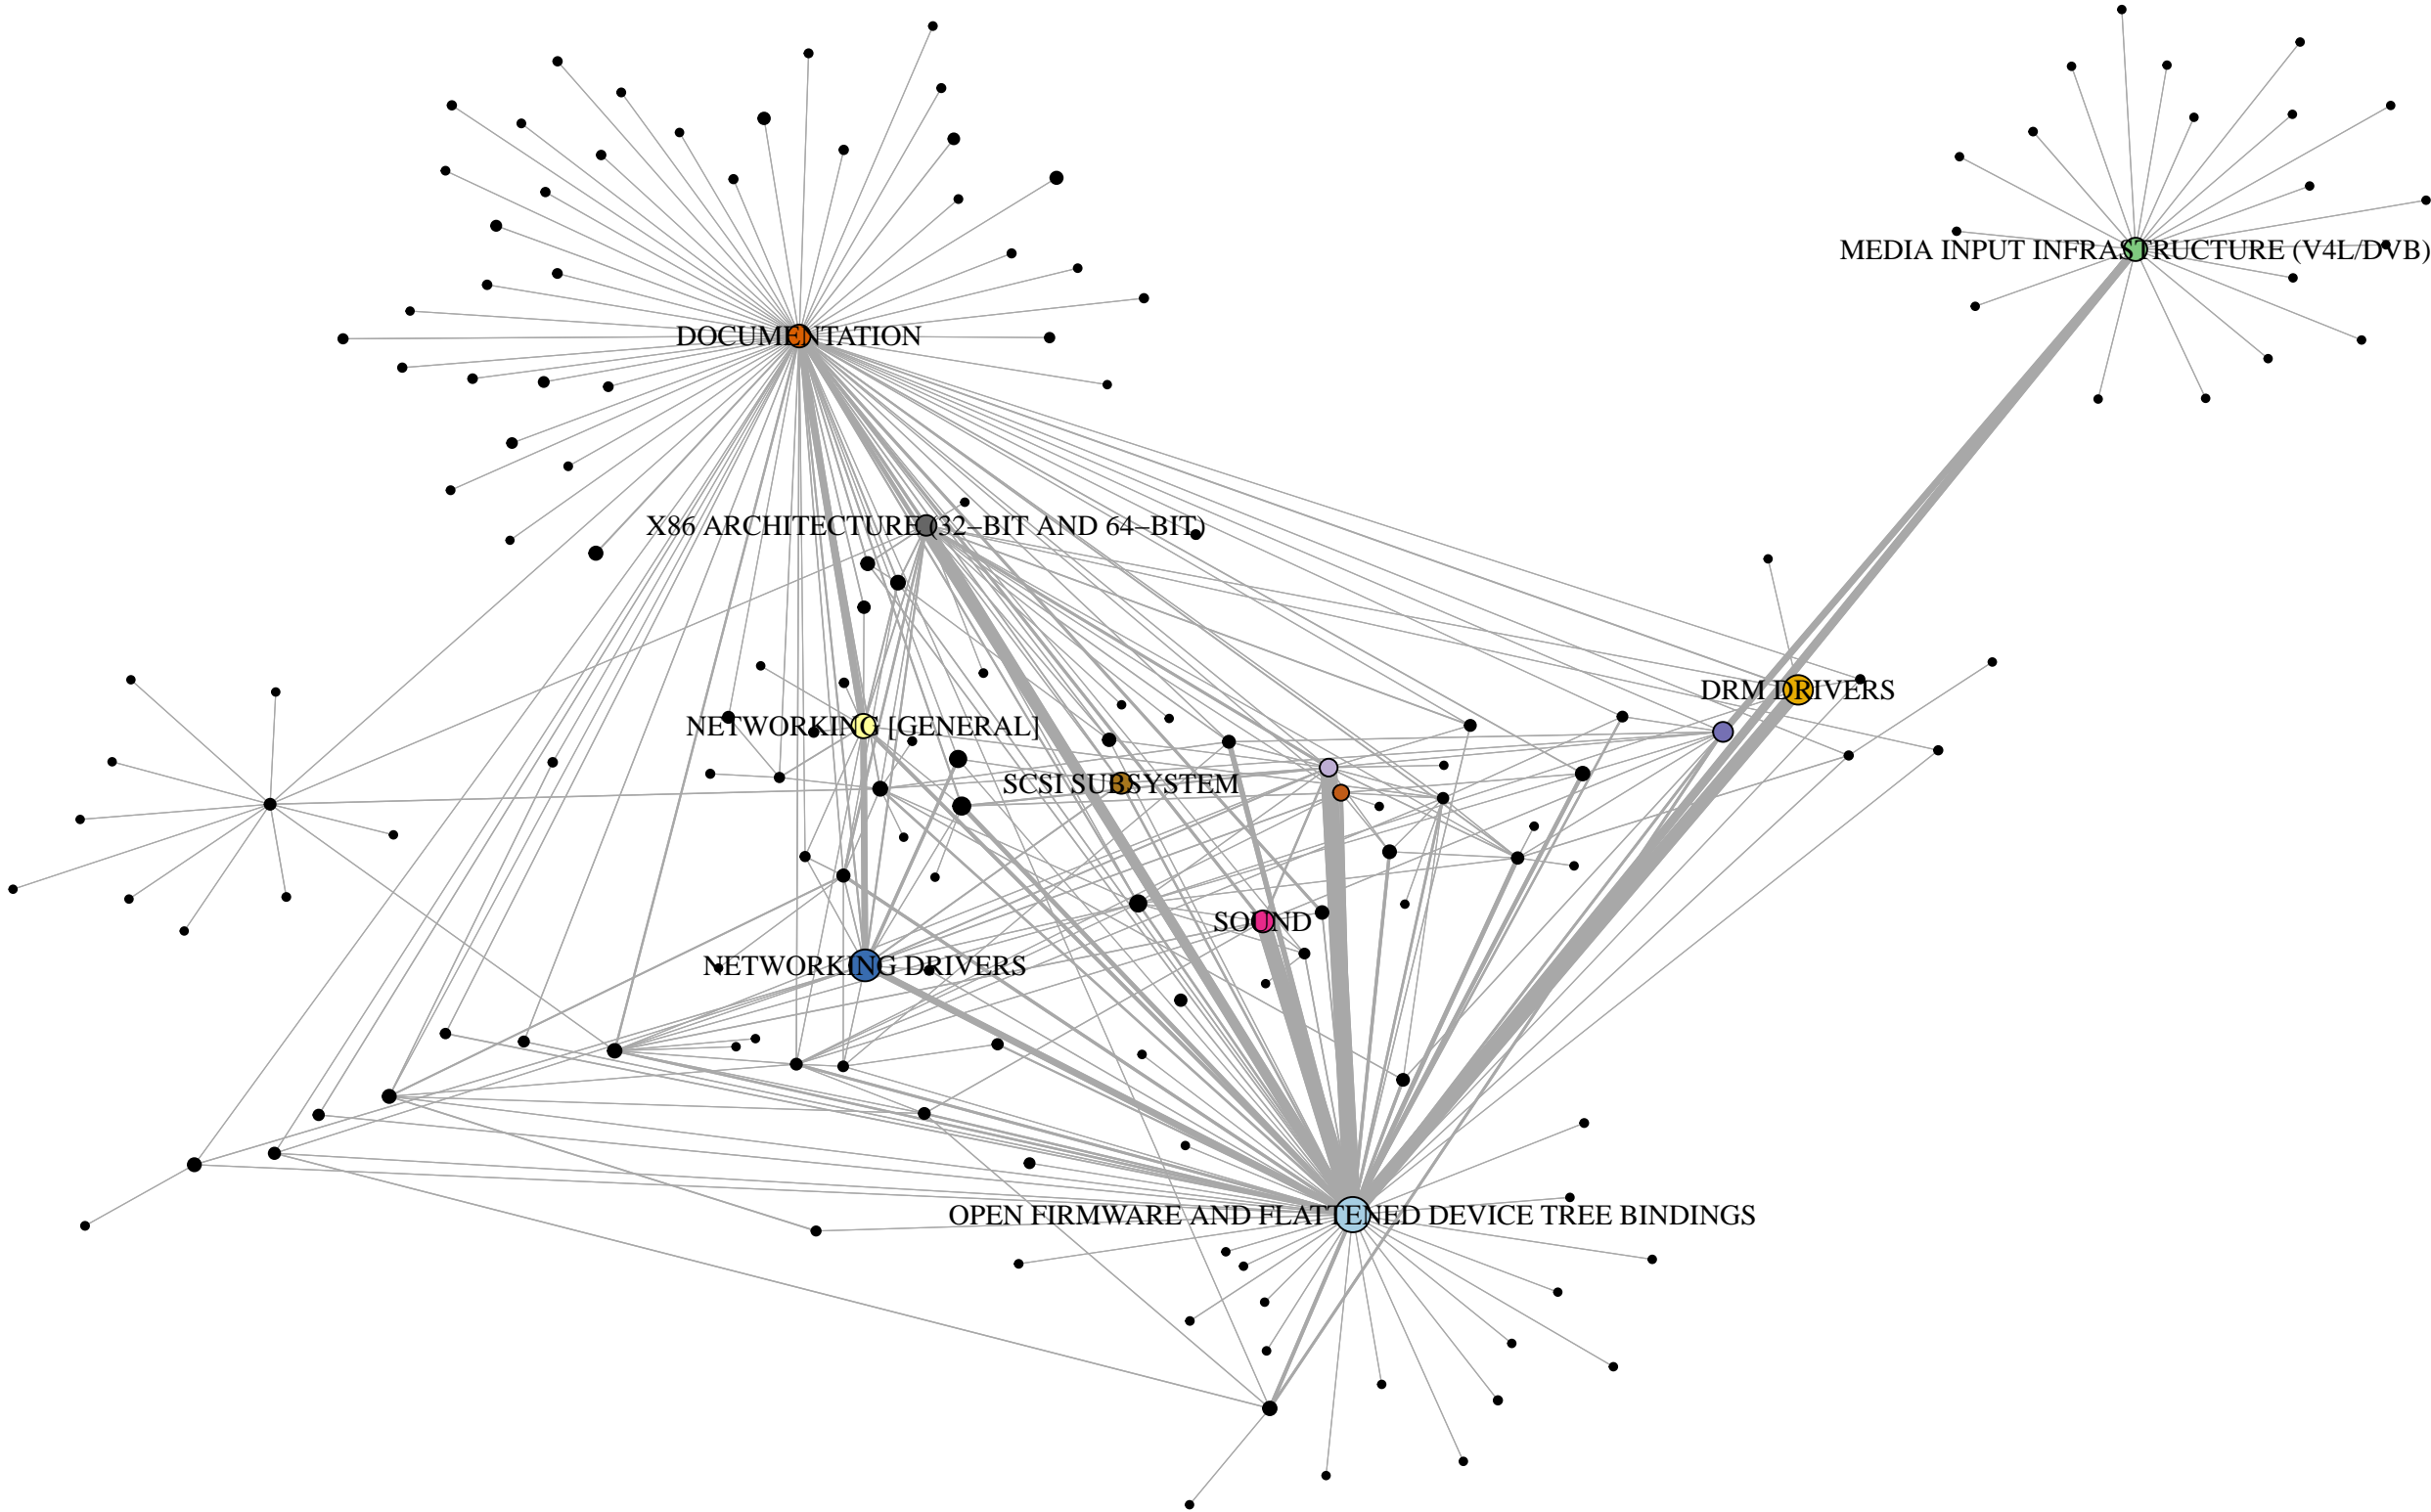 MEDIA INPUT INFRASTRUCTURE (V4L/DVB)
DOCUMENTATION
X86 ARCHITECTURE (32−BIT AND 64−BIT)
DRM DRIVERS
NETWORKING [GENERAL]
SCSI SUBSYSTEM
SOUND
NETWORKING DRIVERS
OPEN FIRMWARE AND FLATTENED DEVICE TREE BINDINGS